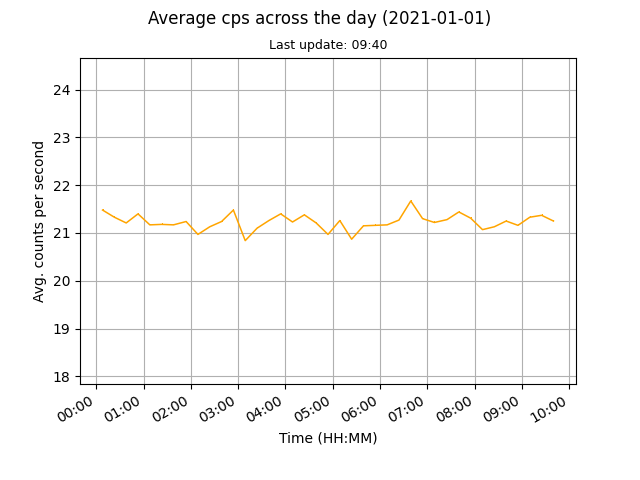 Average cps across the day (2021-01-01)
Last update: 09:40
Avg. counts per second
24
23
22
21
20
19
18
00:00 01:00 02:00 03:00 04:00 05:00 06:00 07:00 08:00 09:00 10:00
Time (HH:MM)